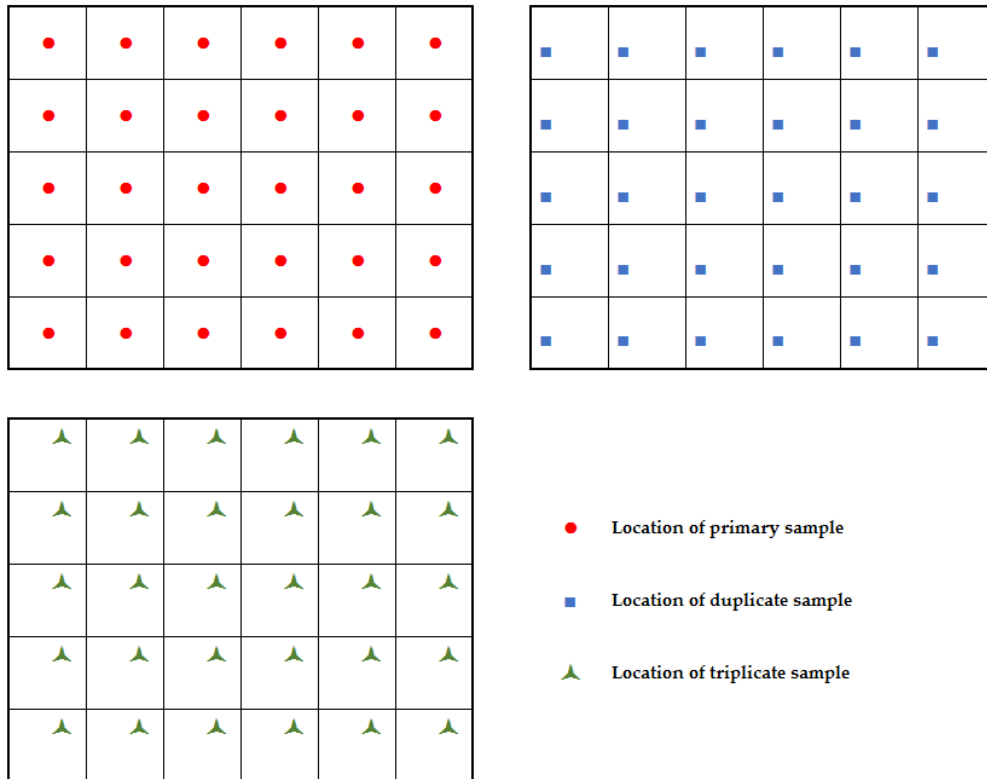 Location of primary sample
Location of duplicate sample
Location of triplicate sample